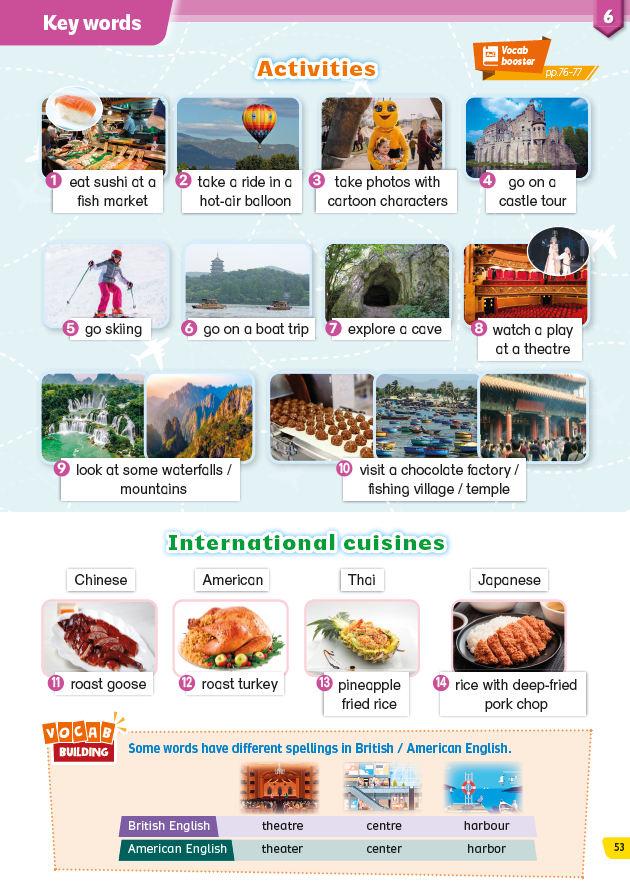 Key words
6
Vocab
booster
pp.76–77
Activities
1 eat sushi at a
fish market
2 take a ride in a
hot-air balloon
3 take photos with
cartoon characters
4 go on a
castle tour
5 go skiing
6 go on a boat trip
7 explore a cave
8 watch a play
at a theatre
9 look at some waterfalls /
mountains
10 visit a chocolate factory /
fishing village / temple
International cuisines
Chinese
American
Thai
Japanese
11 roast goose
12 roast turkey
13 pineapple
fried rice
14 rice with deep-fried
pork chop
VOCAB
BUILDING
Some words have different spellings in British / American English.
British English theatre centre harbour
American English theater center harbor
53